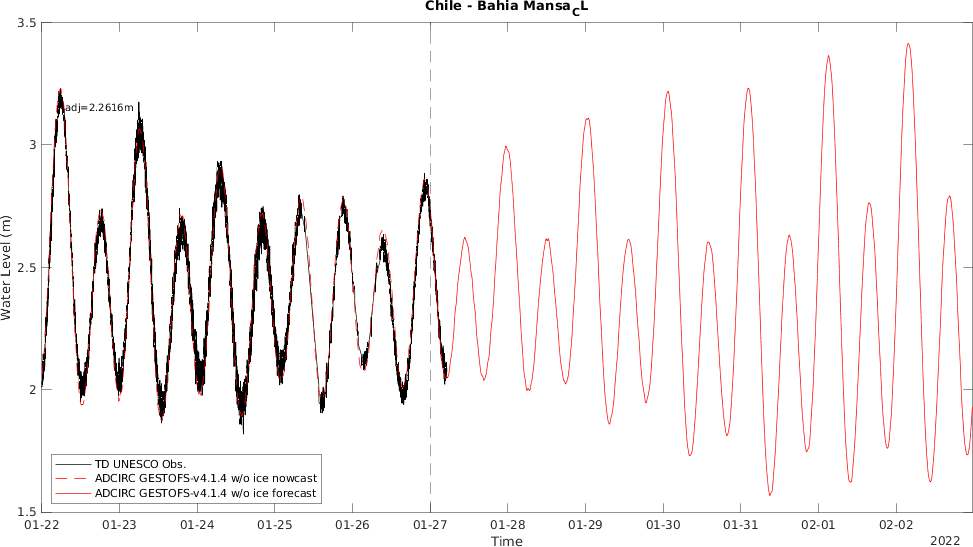 Chile - Bahia Mansa_CL
3.5
3
2.5
2
1.5
Water Level (m)
adj=2.2616m
TD UNESCO Obs.
ADCIRC GESTOFS-v4.1.4 w/o ice nowcast
ADCIRC GESTOFS-v4.1.4 w/o ice forecast
01-22 01-23 01-24 01-25 01-26 01-27 01-28 01-29 01-30 01-31 02-01 02-02
Time
2022